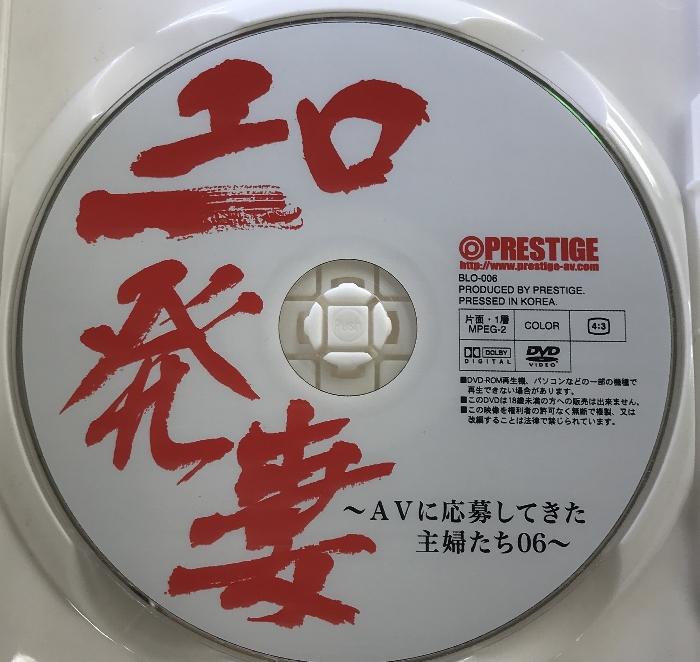 エロ
発
妻
～AVに応募してきた
主婦たち06～
PRESTIGE
http://www.prestige-av.com
BLO-006
PRODUCED BY PRESTIGE.
PRESSED IN KOREA.
片面・1層
MPEG-2
COLOR
4:3
DOLBY
DIGITAL
DVD
VIDEO
■DVD-ROM再生機、パソコンなどの一部の機種で
再生できない場合があります。
■このDVDは18歳未満の方への販売は出来ません。
■この映像を権利者の許可なく無断で複製、又は
改編することは法律で禁じられています。
PUSH